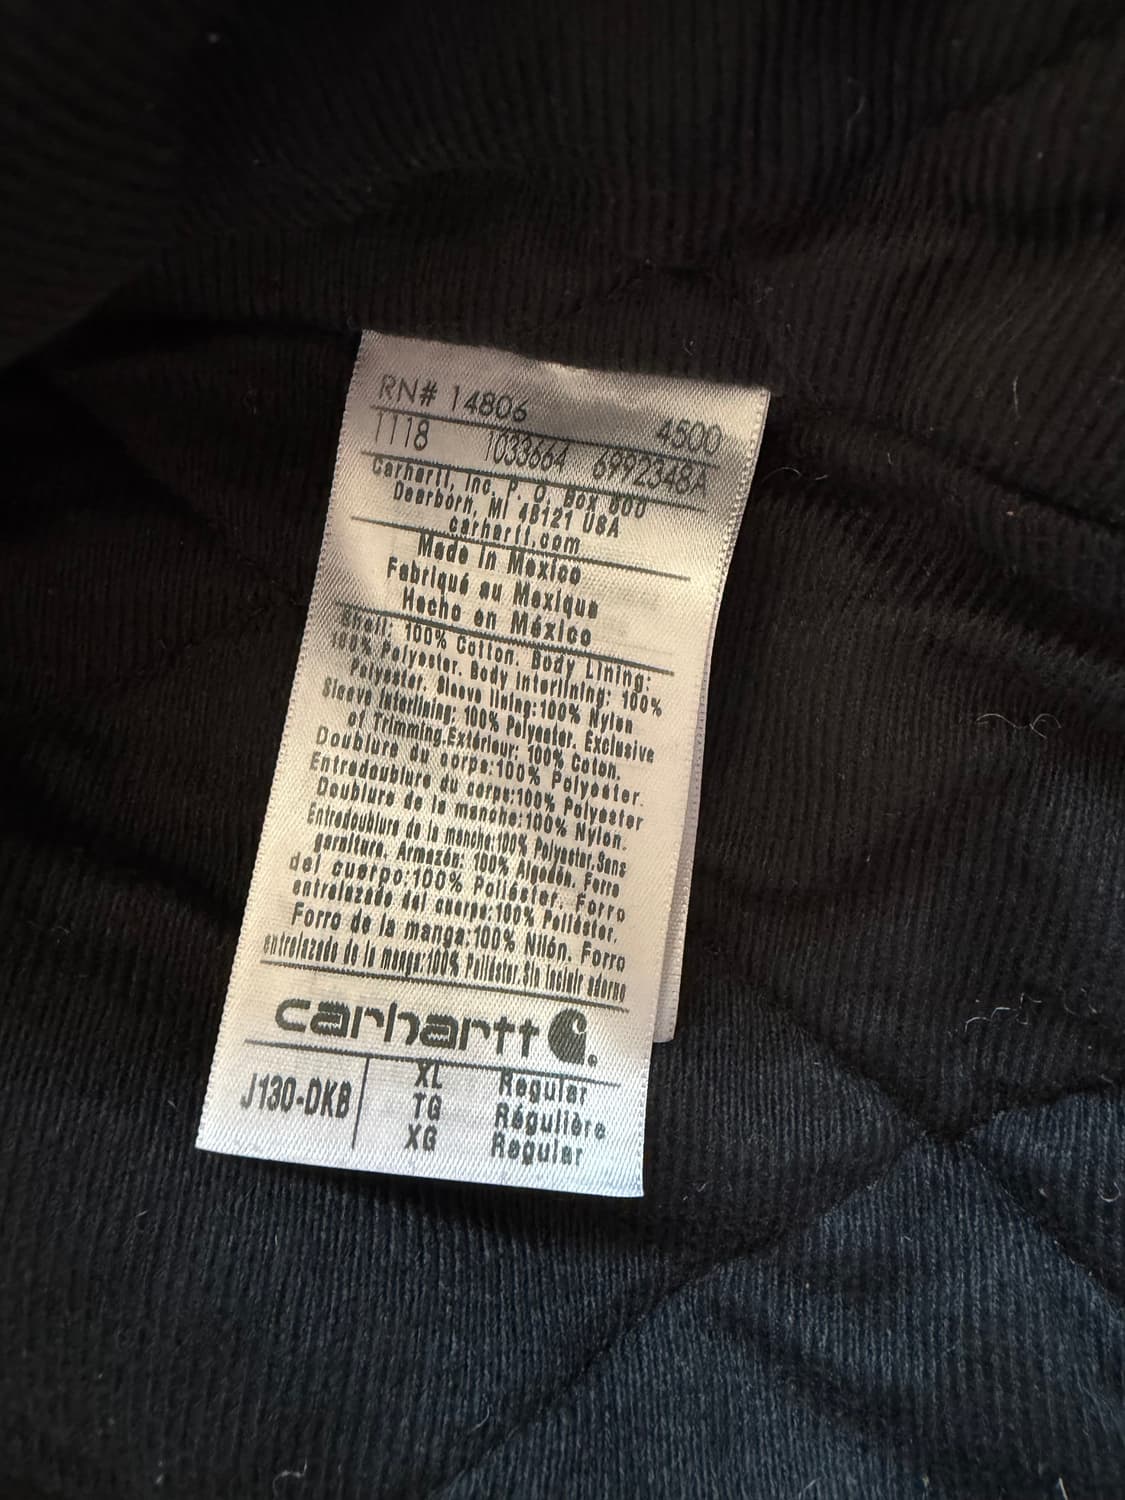 RN# 14806 4500
1118 1033664 6992348A
Carhartt, Inc. P. O. Box 600
Dearborn, MI 48121 USA
carhartt.com
Made in Mexico
Fabriqué au Mexique
Hecho en México
Shell: 100% Cotton. Body Lining:
100% Polyester. Body Interlining: 100%
Polyester, Sleeve lining:100% Nylon
Sleeve Interlining, 100% Polyester. Exclusive
of Trimming.Extérieur: 100% Coton.
Doublure du corps:100% Polyester.
Entredoublure du corps:100% Polyester
Doublure de la manche:100% Nylon.
Entredoublure de la manche:100% Polyester.Sans
garniture. Armazón: 100% Algodón. Forro
del cuerpo:100% Poliéster. Forro
entrelazado del cuerpo:100% Poliéster.
Forro de la manga:100% Nilón. Forro
entrelazado de la manga:100% Poliéster.Sin incluir adorno
carhartt
J130-DKB XL Regular
TG Régulière
XG Regular